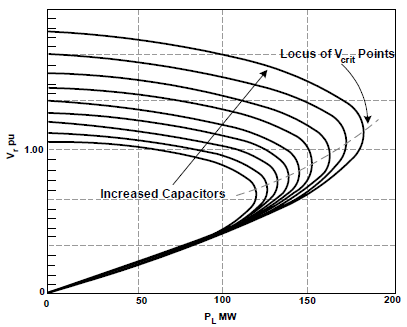 Locus of Vcrit Points
Vr pu
1.00
Increased Capacitors
0
0
50
100
150
200
PL MW